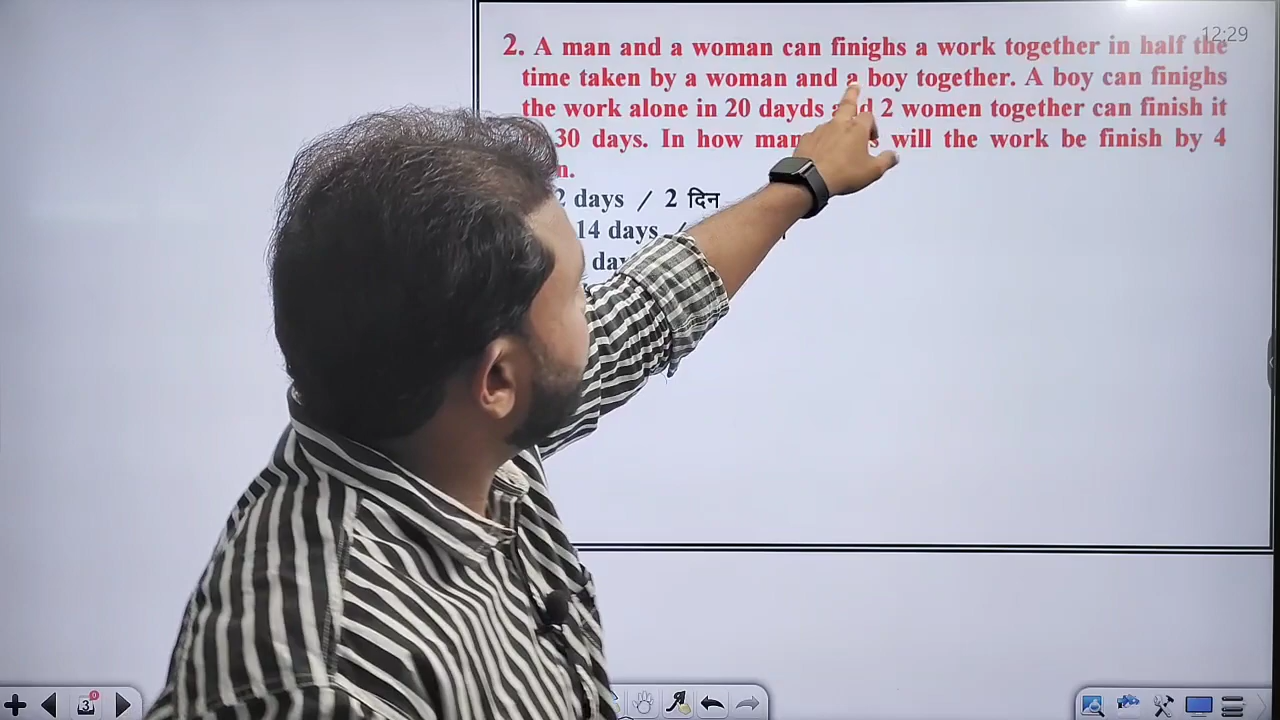 12:29
2. A man and a woman can finighs a work together in half the
time taken by a woman and a boy together. A boy can finighs
the work alone in 20 dayds and 2 women together can finish it
30 days. In how will the work be finish by 4
2 days / 2 दिन
14 days /
3
0